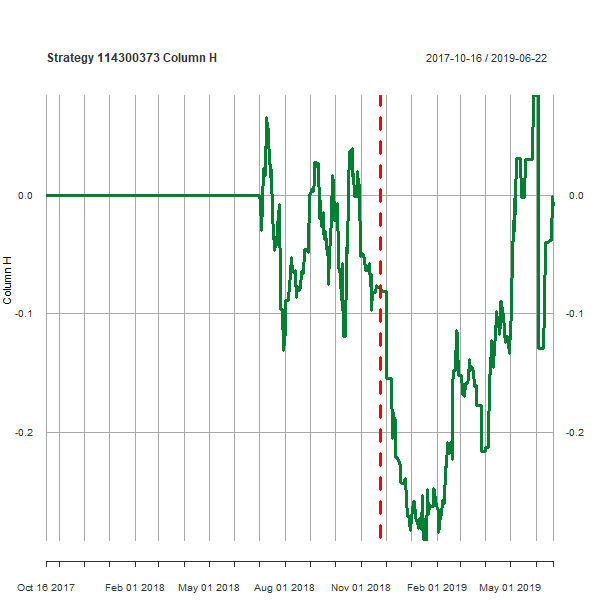 Strategy 114300373 Column H
2017-10-16 / 2019-06-22
Column H
0.0
0.0
-0.1
-0.1
-0.2
-0.2
Oct 16 2017
Feb 01 2018
May 01 2018
Aug 01 2018
Nov 01 2018
Feb 01 2019
May 01 2019